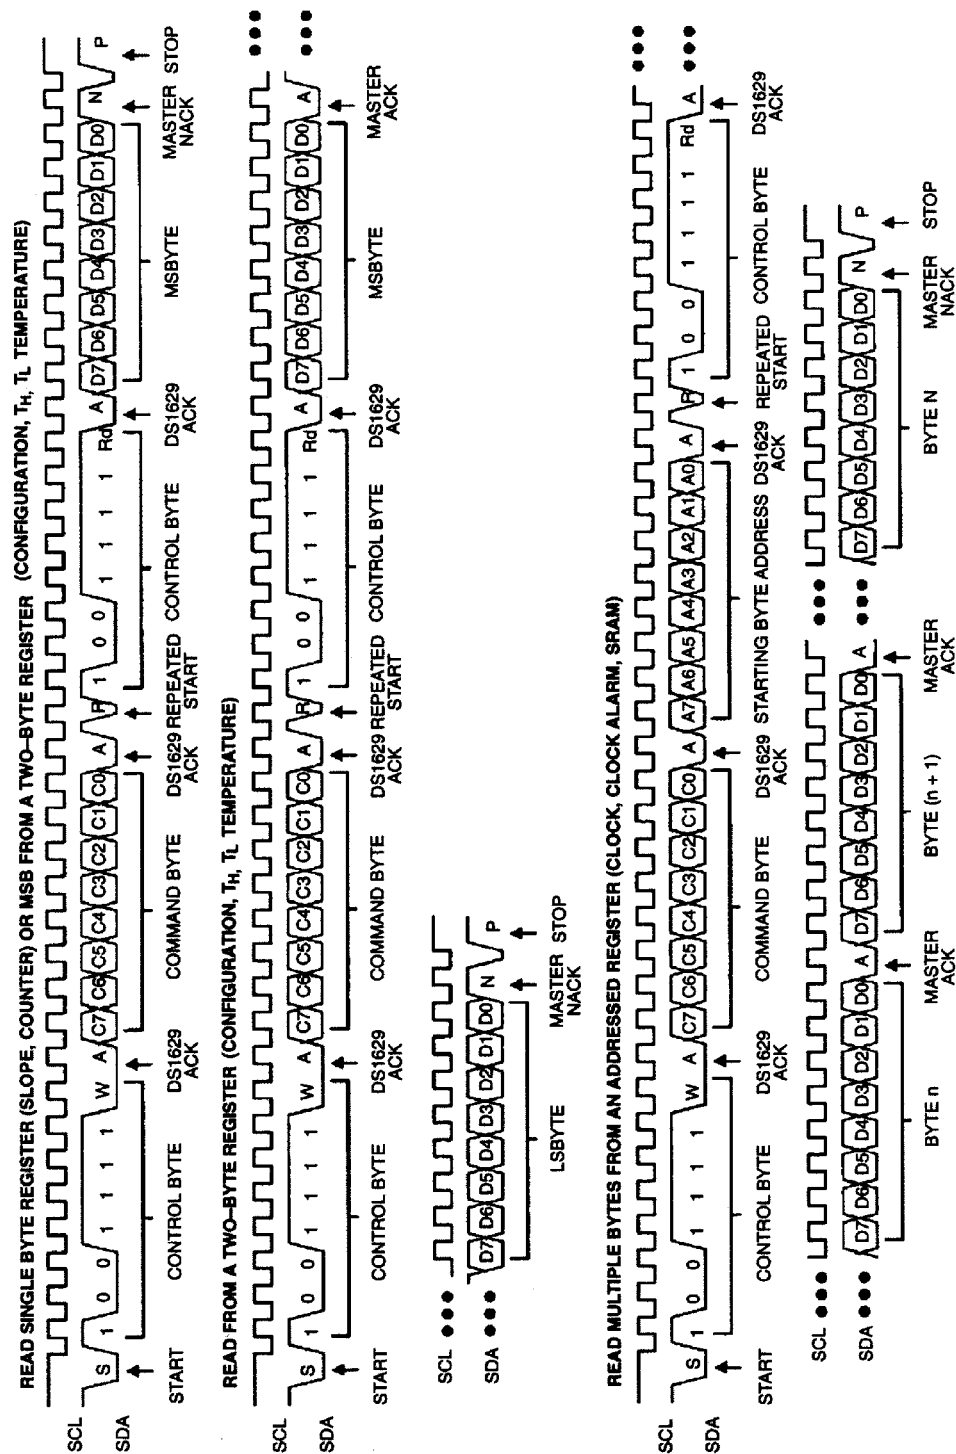 READ SINGLE BYTE REGISTER (SLOPE, COUNTER) OR MSB FROM A TWO–BYTE REGISTER (CONFIGURATION, TH, TL TEMPERATURE)
SCL
SDA S 1 0 0 1 1 1 1 W A C7 C6 C5 C4 C3 C2 C1 C0 A R 1 0 0 1 1 1 1 Rd A D7 D6 D5 D4 D3 D2 D1 D0 N P
START CONTROL BYTE DS1629 ACK COMMAND BYTE DS1629 ACK REPEATED START CONTROL BYTE DS1629 ACK MSBYTE MASTER NACK STOP
READ FROM A TWO–BYTE REGISTER (CONFIGURATION, TH, TL TEMPERATURE)
SCL
SDA S 1 0 0 1 1 1 1 W A C7 C6 C5 C4 C3 C2 C1 C0 A R 1 0 0 1 1 1 1 Rd A D7 D6 D5 D4 D3 D2 D1 D0 A
START CONTROL BYTE DS1629 ACK COMMAND BYTE DS1629 ACK REPEATED START CONTROL BYTE DS1629 ACK MSBYTE MASTER ACK
SCL
SDA D7 D6 D5 D4 D3 D2 D1 D0 N P
LSBYTE MASTER NACK STOP
READ MULTIPLE BYTES FROM AN ADDRESSED REGISTER (CLOCK, CLOCK ALARM, SRAM)
SCL
SDA S 1 0 0 1 1 1 1 W A C7 C6 C5 C4 C3 C2 C1 C0 A A7 A6 A5 A4 A3 A2 A1 A0 A R 1 0 0 1 1 1 1 Rd A
START CONTROL BYTE DS1629 ACK COMMAND BYTE DS1629 ACK STARTING BYTE ADDRESS DS1629 ACK REPEATED START CONTROL BYTE DS1629 ACK
SCL
SDA D7 D6 D5 D4 D3 D2 D1 D0 A D7 D6 D5 D4 D3 D2 D1 D0 A D7 D6 D5 D4 D3 D2 D1 D0 N P
BYTE n MASTER ACK BYTE (n + 1) MASTER ACK BYTE N MASTER NACK STOP